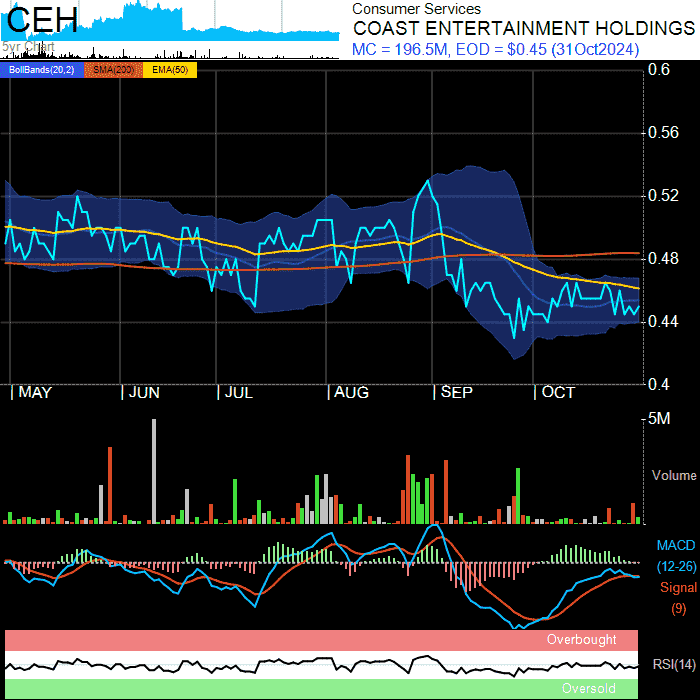 CEH
5yr Chart
Consumer Services
COAST ENTERTAINMENT HOLDINGS
MC = 196.5M, EOD = $0.45 (31Oct2024)
BollBands(20,2) SMA(200) EMA(50)
0.6
0.56
0.52
0.48
0.44
0.4
MAY JUN JUL AUG SEP OCT
5M
Volume
MACD
(12-26)
Signal
(9)
Overbought
RSI(14)
Oversold